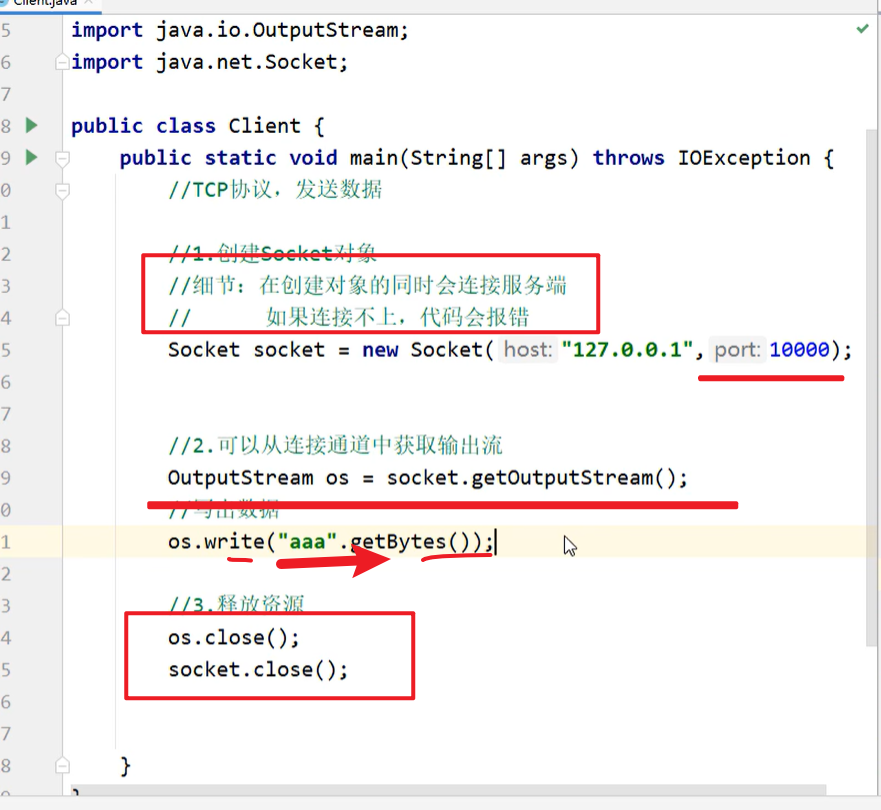 Client.java
5 import java.io.OutputStream;
6 import java.net.Socket;
7
8 public class Client {
9 public static void main(String[] args) throws IOException {
0 //TCP协议，发送数据
1
2 //1.创建Socket对象
3 //细节：在创建对象的同时会连接服务端
4 // 如果连接不上，代码会报错
5 Socket socket = new Socket( host: "127.0.0.1", port: 10000);
6
7
8 //2.可以从连接通道中获取输出流
9 OutputStream os = socket.getOutputStream();
0 //写出数据
1 os.write("aaa".getBytes());
2
3 //3.释放资源
4 os.close();
5 socket.close();
6
7
8 }
9 }